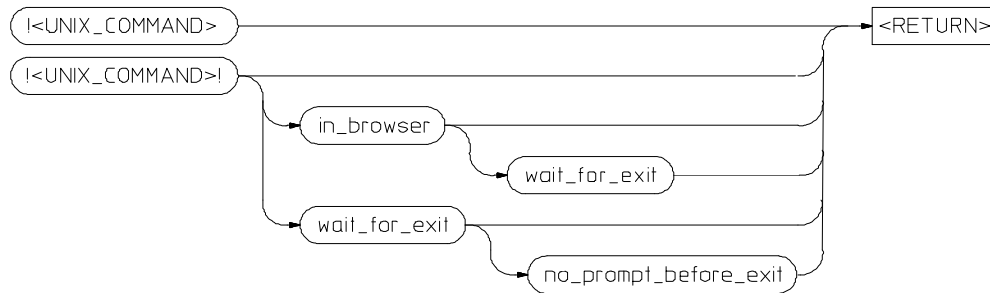 !<UNIX_COMMAND>
<RETURN>
!<UNIX_COMMAND>!
in_browser
wait_for_exit
wait_for_exit
no_prompt_before_exit